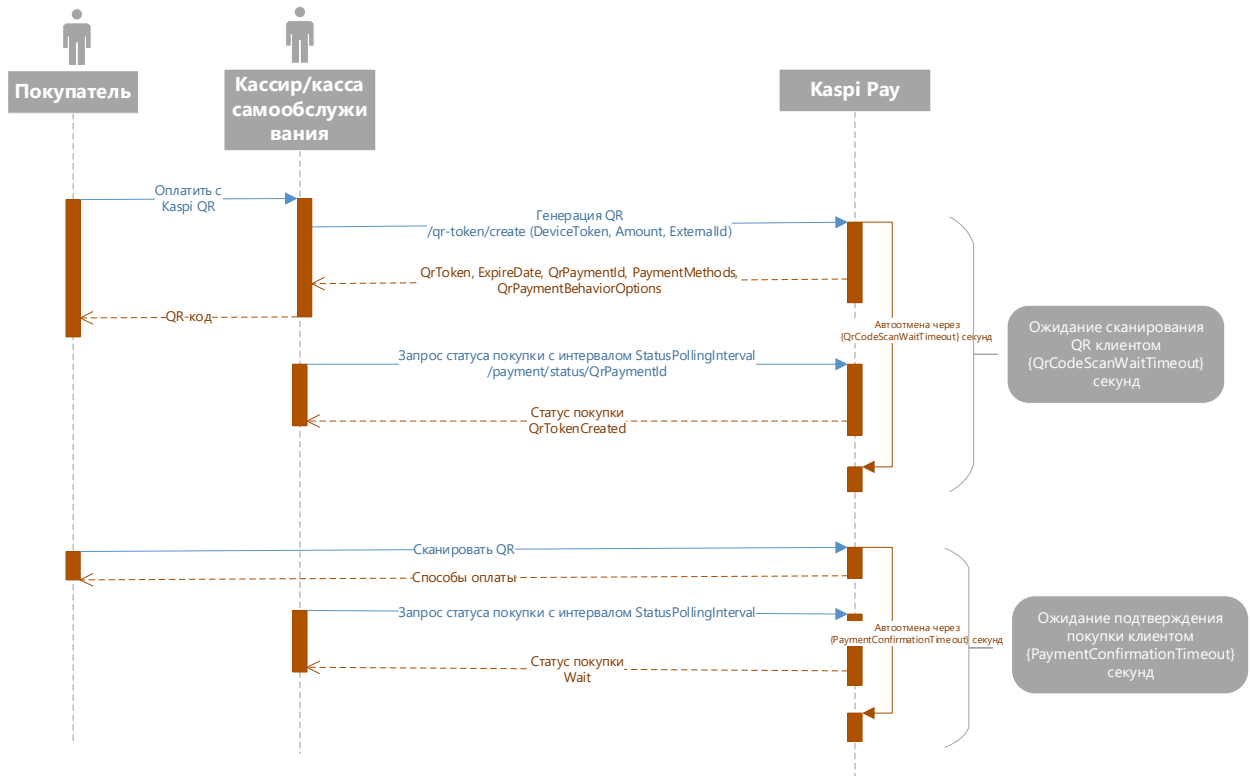 Покупатель
Кассир/касса
самообслужи
вания
Kaspi Pay
Оплатить с
Kaspi QR
Генерация QR
/qr-token/create (DeviceToken, Amount, ExternalId)
QrToken, ExpireDate, QrPaymentId, PaymentMethods,
QrPaymentBehaviorOptions
QR-код
Автоотмена через
{QrCodeScanWaitTimeout} секунд
Ожидание сканирования
QR клиентом
{QrCodeScanWaitTimeout}
секунд
Запрос статуса покупки с интервалом StatusPollingInterval
/payment/status/QrPaymentId
Статус покупки
QrTokenCreated
Сканировать QR
Способы оплаты
Запрос статуса покупки с интервалом StatusPollingInterval
Автоотмена через
{PaymentConfirmationTimeout} секунд
Ожидание подтверждения
покупки клиентом
{PaymentConfirmationTimeout}
секунд
Статус покупки
Wait